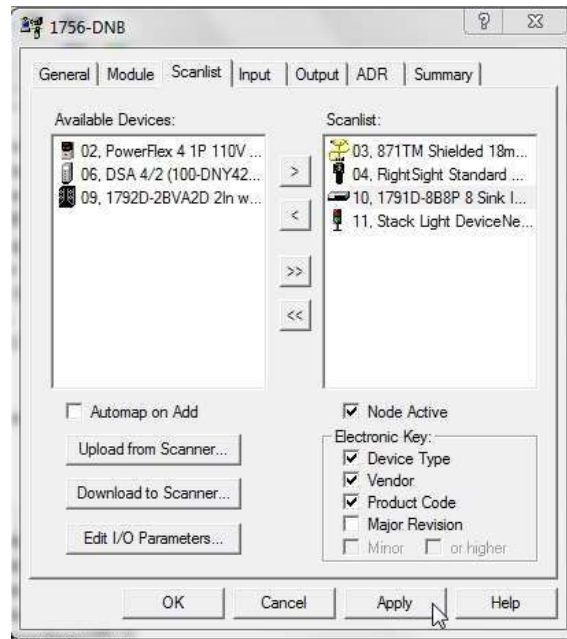 1756-DNB
General Module Scanlist Input Output ADR Summary
Available Devices:
02, PowerFlex 4 1P 110V ...
06, DSA 4/2 (100-DNY42...
09, 1792D-2BVA2D 2In w...
>
<
>>
<<
Scanlist:
03, 871TM Shielded 18m...
04, RightSight Standard ...
10, 1791D-8B8P 8 Sink I...
11, Stack Light DeviceNe...
Automap on Add
Upload from Scanner...
Download to Scanner...
Edit I/O Parameters...
Node Active
Electronic Key:
Device Type
Vendor
Product Code
Major Revision
Minor or higher
OK Cancel Apply Help